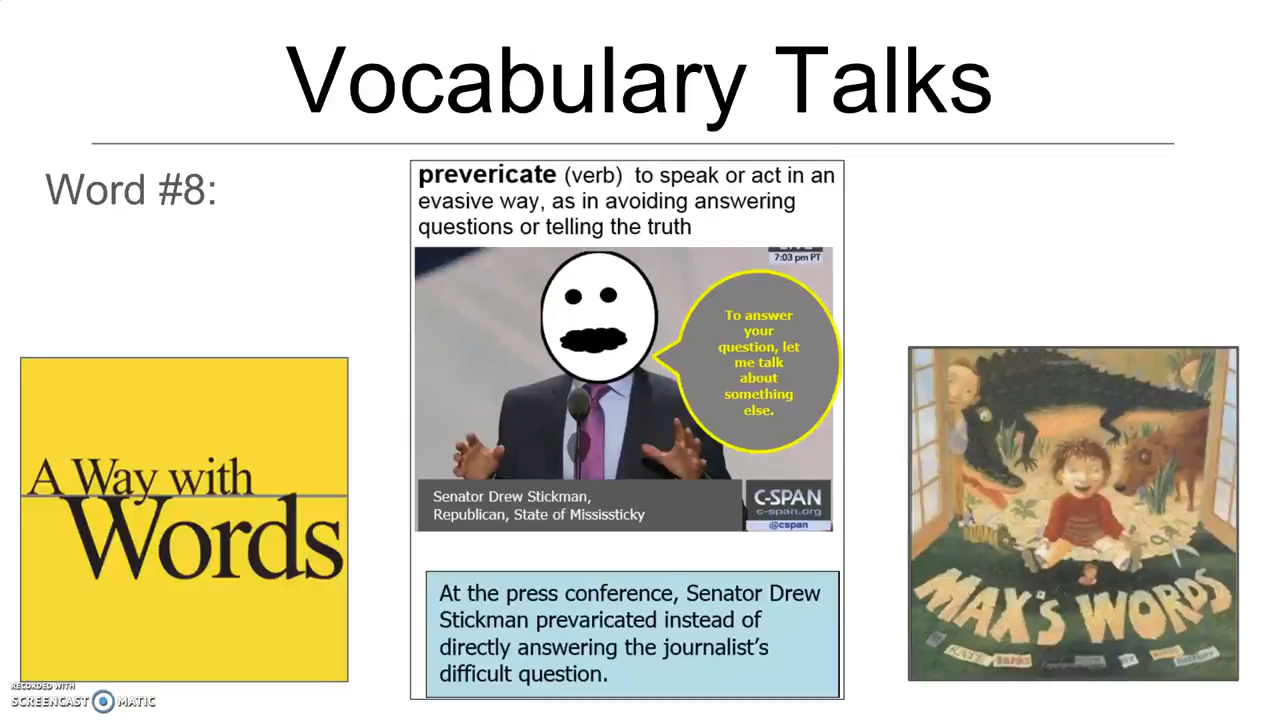 Vocabulary Talks
Word #8:
prevericate (verb) to speak or act in an
evasive way, as in avoiding answering
questions or telling the truth
7:03 pm PT
To answer
your
question, let
me talk
about
something
else.
Senator Drew Stickman,
Republican, State of Mississticky
C-SPAN
c-span.org
@cspan
At the press conference, Senator Drew
Stickman prevaricated instead of
directly answering the journalist's
difficult question.
A Way with
Words
MAX'S WORDS
KATE BANKS
RECORDED WITH
SCREENCAST MATIC